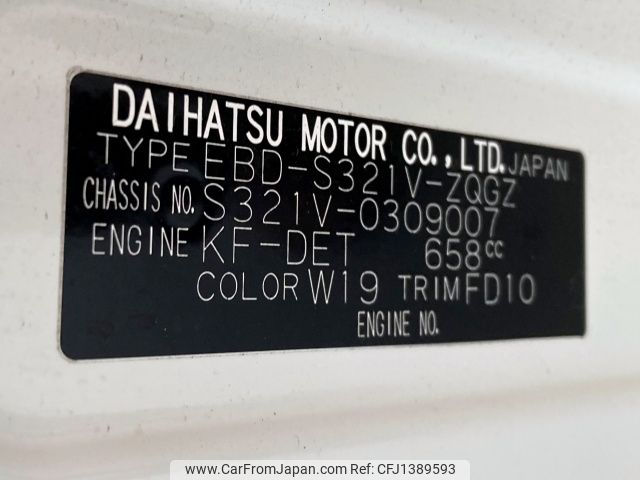 DAIHATSU MOTOR CO., LTD. JAPAN
TYPE EBD-S321V-ZQGZ
CHASSIS NO. S321V-0309007
ENGINE KF-DET 658cc
COLOR W19 TRIM FD10
ENGINE NO.
www.CarFromJapan.com CFJ1389593